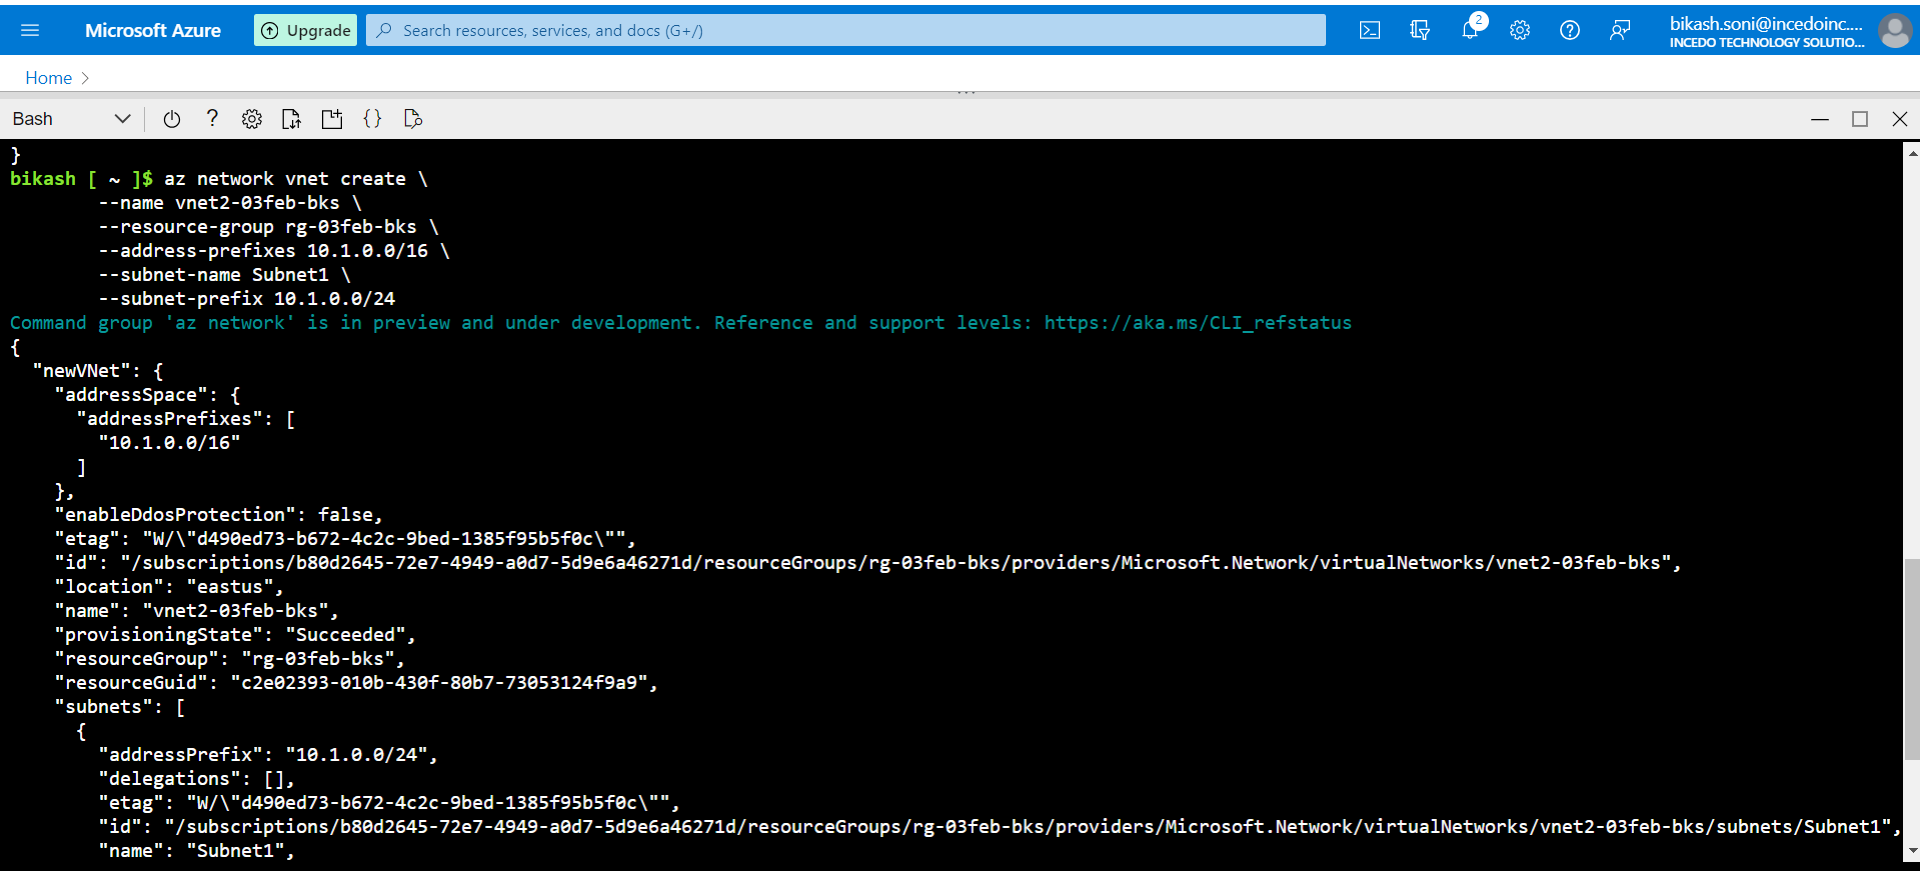 Microsoft Azure
Upgrade
Search resources, services, and docs (G+/)
2
bikash.soni@incedoinc....
INCEDO TECHNOLOGY SOLUTIO...
Home >
Bash
}
bikash [ ~ ]$ az network vnet create \
--name vnet2-03feb-bks \
--resource-group rg-03feb-bks \
--address-prefixes 10.1.0.0/16 \
--subnet-name Subnet1 \
--subnet-prefix 10.1.0.0/24
Command group 'az network' is in preview and under development. Reference and support levels: https://aka.ms/CLI_refstatus
{
"newVNet": {
"addressSpace": {
"addressPrefixes": [
"10.1.0.0/16"
]
},
"enableDdosProtection": false,
"etag": "W/\"d490ed73-b672-4c2c-9bed-1385f95b5f0c\"",
"id": "/subscriptions/b80d2645-72e7-4949-a0d7-5d9e6a46271d/resourceGroups/rg-03feb-bks/providers/Microsoft.Network/virtualNetworks/vnet2-03feb-bks",
"location": "eastus",
"name": "vnet2-03feb-bks",
"provisioningState": "Succeeded",
"resourceGroup": "rg-03feb-bks",
"resourceGuid": "c2e02393-010b-430f-80b7-73053124f9a9",
"subnets": [
{
"addressPrefix": "10.1.0.0/24",
"delegations": [],
"etag": "W/\"d490ed73-b672-4c2c-9bed-1385f95b5f0c\"",
"id": "/subscriptions/b80d2645-72e7-4949-a0d7-5d9e6a46271d/resourceGroups/rg-03feb-bks/providers/Microsoft.Network/virtualNetworks/vnet2-03feb-bks/subnets/Subnet1",
"name": "Subnet1",